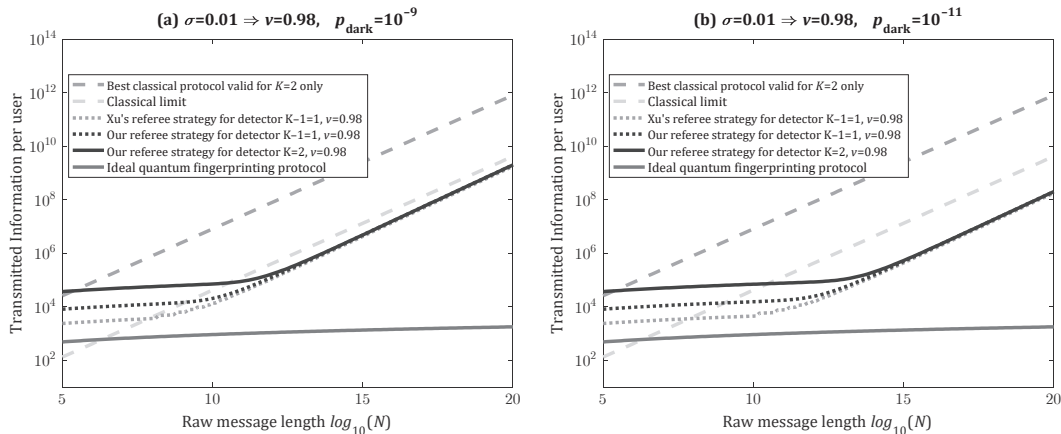 (a) σ=0.01 ⇒ v=0.98, p_dark=10^−9
Transmitted Information per user
10^14
10^12
10^10
10^8
10^6
10^4
10^2
Best classical protocol valid for K=2 only
Classical limit
Xu's referee strategy for detector K−1=1, v=0.98
Our referee strategy for detector K−1=1, v=0.98
Our referee strategy for detector K=2, v=0.98
Ideal quantum fingerprinting protocol
5 10 15 20
Raw message length log_10(N)
(b) σ=0.01 ⇒ v=0.98, p_dark=10^−11
Transmitted Information per user
10^14
10^12
10^10
10^8
10^6
10^4
10^2
Best classical protocol valid for K=2 only
Classical limit
Xu's referee strategy for detector K−1=1, v=0.98
Our referee strategy for detector K−1=1, v=0.98
Our referee strategy for detector K=2, v=0.98
Ideal quantum fingerprinting protocol
5 10 15 20
Raw message length log_10(N)